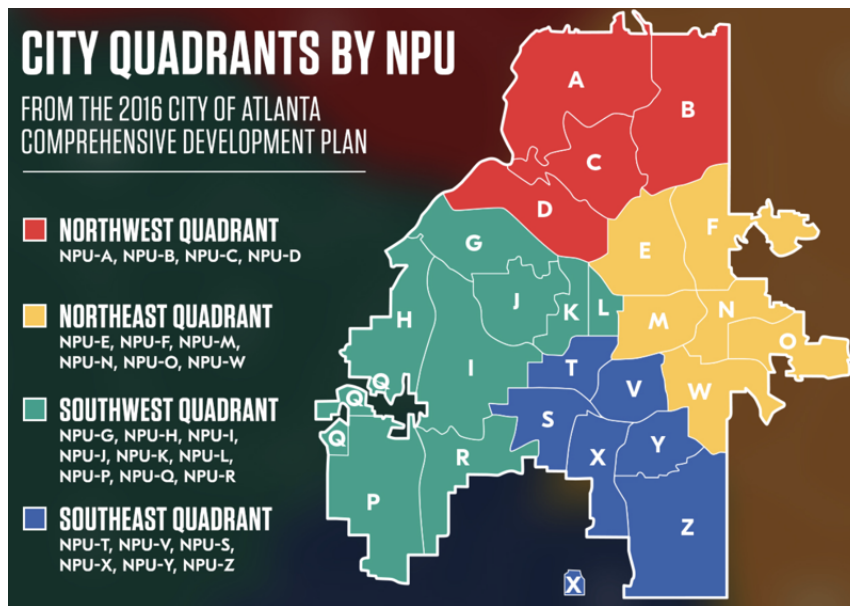 CITY QUADRANTS BY NPU
FROM THE 2016 CITY OF ATLANTA
COMPREHENSIVE DEVELOPMENT PLAN
NORTHWEST QUADRANT
NPU-A, NPU-B, NPU-C, NPU-D
NORTHEAST QUADRANT
NPU-E, NPU-F, NPU-M,
NPU-N, NPU-O, NPU-W
SOUTHWEST QUADRANT
NPU-G, NPU-H, NPU-I,
NPU-J, NPU-K, NPU-L,
NPU-P, NPU-Q, NPU-R
SOUTHEAST QUADRANT
NPU-T, NPU-V, NPU-S,
NPU-X, NPU-Y, NPU-Z
A
B
C
D
F
G
E
J
K
L
N
H
M
O
I
T
Q
V
W
Q
S
Q
Y
R
X
P
Z
X